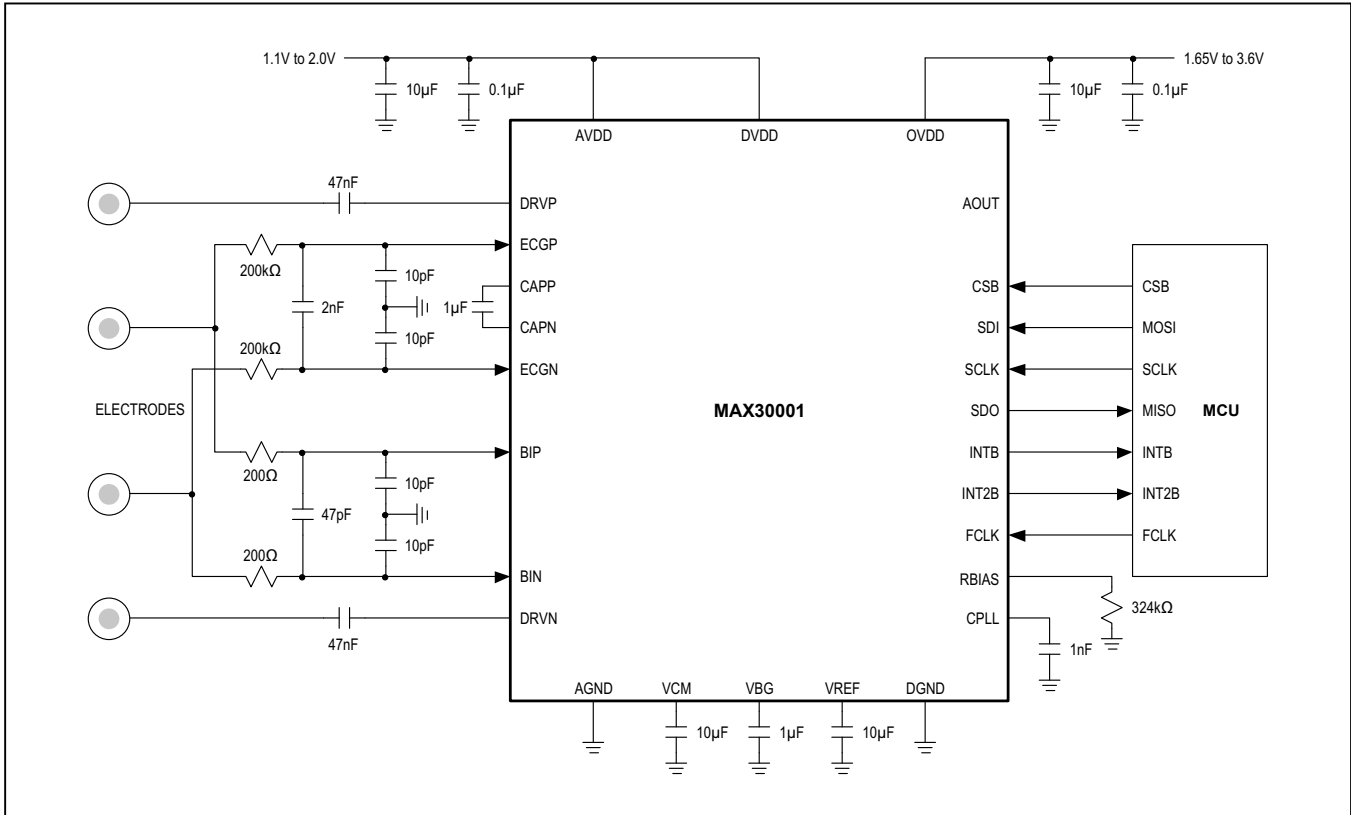 1.1V to 2.0V
10µF
0.1µF
1.65V to 3.6V
10µF
0.1µF
AVDD
DVDD
OVDD
47nF
DRVP
AOUT
ECGP
200kΩ
10pF
CAPP
1µF
CAPN
2nF
10pF
200kΩ
ECGN
CSB
CSB
SDI
MOSI
SCLK
SCLK
ELECTRODES
MAX30001
SDO
MISO
MCU
BIP
INTB
INTB
200Ω
10pF
INT2B
INT2B
47pF
10pF
FCLK
FCLK
200Ω
BIN
RBIAS
324kΩ
DRVN
CPLL
47nF
1nF
AGND
VCM
VBG
VREF
DGND
10µF
1µF
10µF